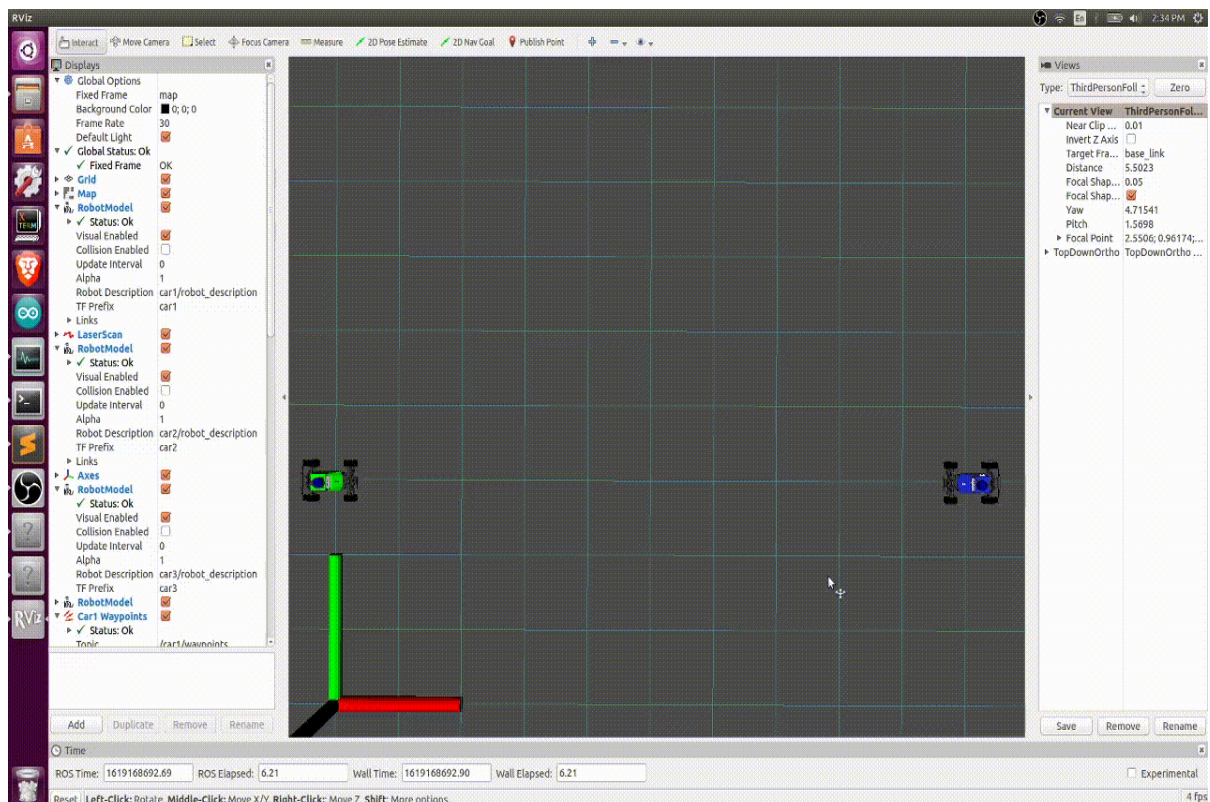 RViz
En
2:34 PM
Interact
Move Camera
Select
Focus Camera
Measure
2D Pose Estimate
2D Nav Goal
Publish Point
Displays
Global Options
Fixed Frame map
Background Color 0; 0; 0
Frame Rate 30
Default Light
Global Status: Ok
Fixed Frame OK
Grid
Map
RobotModel
Status: Ok
Visual Enabled
Collision Enabled
Update Interval 0
Alpha 1
Robot Description car1/robot_description
TF Prefix car1
Links
LaserScan
RobotModel
Status: Ok
Visual Enabled
Collision Enabled
Update Interval 0
Alpha 1
Robot Description car2/robot_description
TF Prefix car2
Links
Axes
RobotModel
Status: Ok
Visual Enabled
Collision Enabled
Update Interval 0
Alpha 1
Robot Description car3/robot_description
TF Prefix car3
RobotModel
Car1 Waypoints
Status: Ok
Topic /car1/waypoints
Add Duplicate Remove Rename
Views
Type: ThirdPersonFoll Zero
Current View ThirdPersonFol...
Near Clip ... 0.01
Invert Z Axis
Target Fra... base_link
Distance 5.5023
Focal Shap... 0.05
Focal Shap...
Yaw 4.71541
Pitch 1.5698
Focal Point 2.5506; 0.96174;...
TopDownOrtho TopDownOrtho ...
Save Remove Rename
TERM
RViz
Time
ROS Time: 1619168692.69 ROS Elapsed: 6.21 Wall Time: 1619168692.90 Wall Elapsed: 6.21 Experimental
Reset Left-Click: Rotate. Middle-Click: Move X/Y. Right-Click: Move Z. Shift: More options. 4 fps